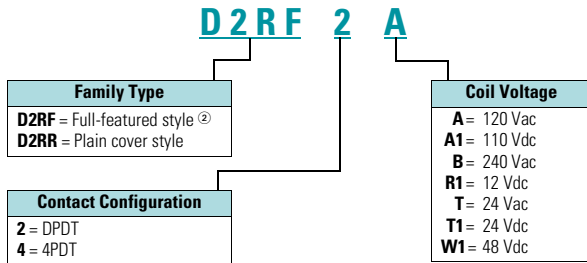 D2RF 2 A
Family Type
D2RF = Full-featured style ②
D2RR = Plain cover style
Contact Configuration
2 = DPDT
4 = 4PDT
Coil Voltage
A = 120 Vac
A1 = 110 Vdc
B = 240 Vac
R1 = 12 Vdc
T = 24 Vac
T1 = 24 Vdc
W1 = 48 Vdc